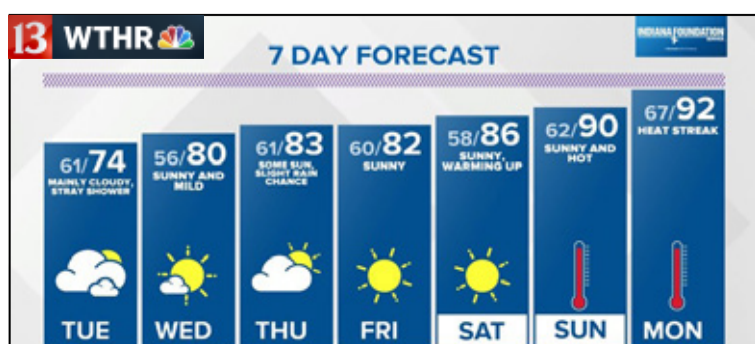 13 WTHR
INDIANA FOUNDATION
SERVICE
7 DAY FORECAST
61/74
MAINLY CLOUDY,
STRAY SHOWER
TUE
56/80
SUNNY AND
MILD
WED
61/83
SOME SUN,
SLIGHT RAIN
CHANCE
THU
60/82
SUNNY
FRI
58/86
SUNNY,
WARMING UP
SAT
62/90
SUNNY AND
HOT
SUN
67/92
HEAT STREAK
MON